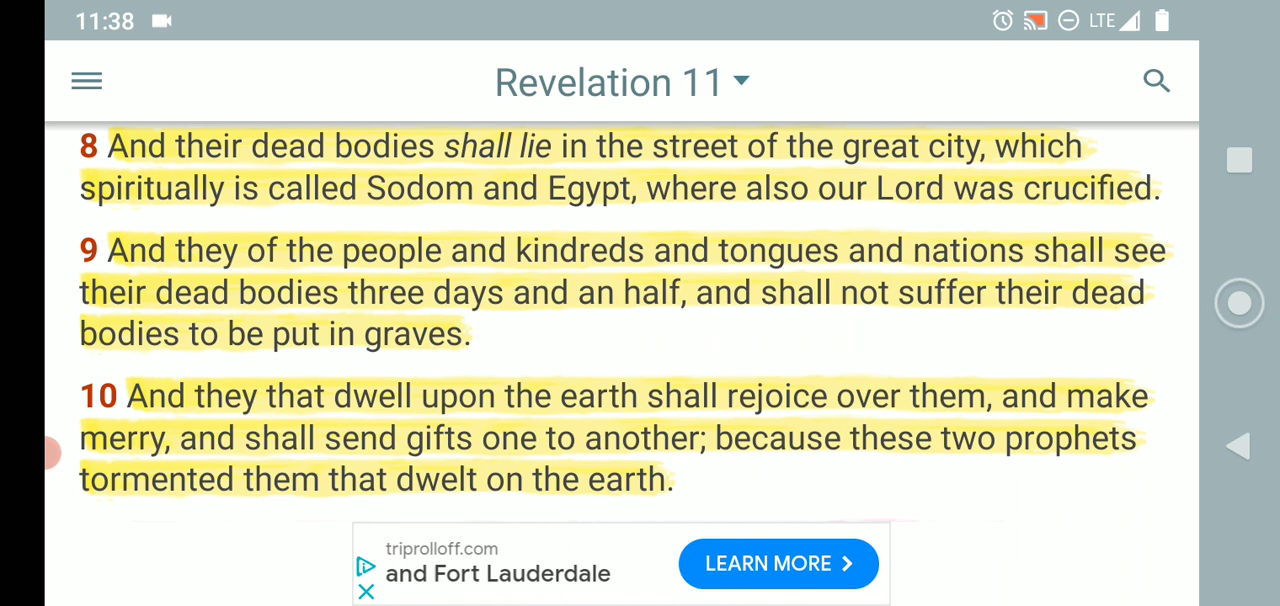 11:38
LTE
Revelation 11
8 And their dead bodies shall lie in the street of the great city, which
spiritually is called Sodom and Egypt, where also our Lord was crucified.
9 And they of the people and kindreds and tongues and nations shall see
their dead bodies three days and an half, and shall not suffer their dead
bodies to be put in graves.
10 And they that dwell upon the earth shall rejoice over them, and make
merry, and shall send gifts one to another; because these two prophets
tormented them that dwelt on the earth.
triprolloff.com
and Fort Lauderdale
LEARN MORE